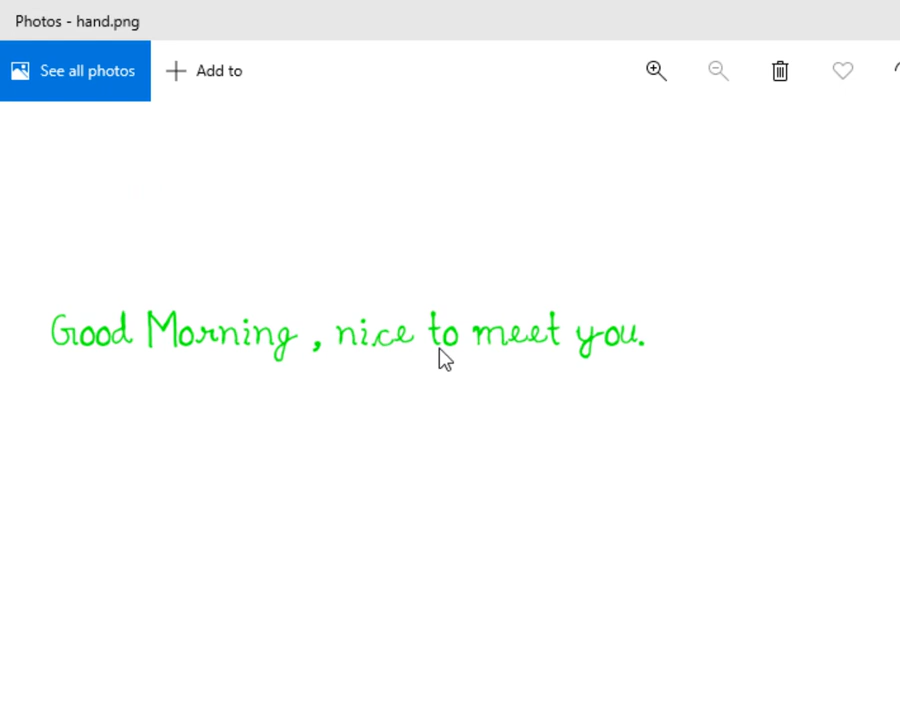 Photos - hand.png
See all photos Add to
Good Morning , nice to meet you.